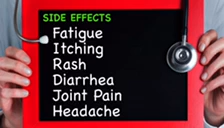 SIDE EFFECTS
Fatigue
Itching
Rash
Diarrhea
Joint Pain
Headache